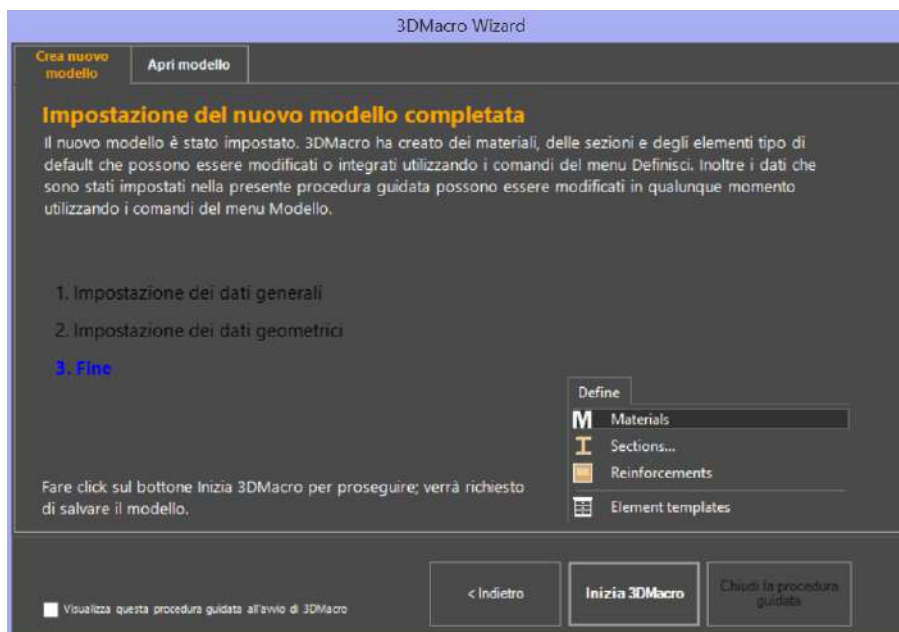 3DMacro Wizard
Crea nuovo
modello
Apri modello
Impostazione del nuovo modello completata
Il nuovo modello è stato impostato. 3DMacro ha creato dei materiali, delle sezioni e degli elementi tipo di
default che possono essere modificati o integrati utilizzando i comandi del menu Definisci. Inoltre i dati che
sono stati impostati nella presente procedura guidata possono essere modificati in qualunque momento
utilizzando i comandi del menu Modello.
1. Impostazione dei dati generali
2. Impostazione dei dati geometrici
3. Fine
Define
M Materials
Sections...
Reinforcements
Element templates
Fare click sul bottone Inizia 3DMacro per proseguire; verrà richiesto
di salvare il modello.
Visualizza questa procedura guidata all'avvio di 3DMacro
< Indietro
Inizia 3DMacro
Chiudi la procedura
guidata